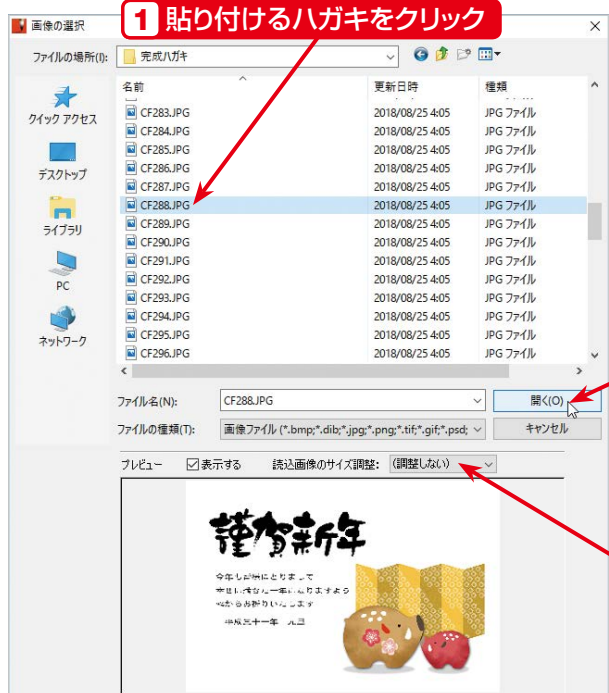 1 貼り付けるハガキをクリック
画像の選択
ファイルの場所(I): 完成ハガキ
名前 更新日時 種類
CF283.JPG 2018/08/25 4:05 JPG ファイル
CF284.JPG 2018/08/25 4:05 JPG ファイル
CF285.JPG 2018/08/25 4:05 JPG ファイル
CF286.JPG 2018/08/25 4:05 JPG ファイル
CF287.JPG 2018/08/25 4:05 JPG ファイル
CF288.JPG 2018/08/25 4:05 JPG ファイル
CF289.JPG 2018/08/25 4:05 JPG ファイル
CF290.JPG 2018/08/25 4:05 JPG ファイル
CF291.JPG 2018/08/25 4:05 JPG ファイル
CF292.JPG 2018/08/25 4:05 JPG ファイル
CF293.JPG 2018/08/25 4:05 JPG ファイル
CF294.JPG 2018/08/25 4:05 JPG ファイル
CF295.JPG 2018/08/25 4:05 JPG ファイル
CF296.JPG 2018/08/25 4:05 JPG ファイル
クイック アクセス
デスクトップ
ライブラリ
PC
ネットワーク
ファイル名(N): CF288.JPG 開く(O)
ファイルの種類(T): 画像ファイル (*.bmp;*.dib;*.jpg;*.png;*.tif;*.gif;*.psd; キャンセル
プレビュー 表示する 読込画像のサイズ調整: (調整しない)
謹賀新年
平成三十一年 元旦